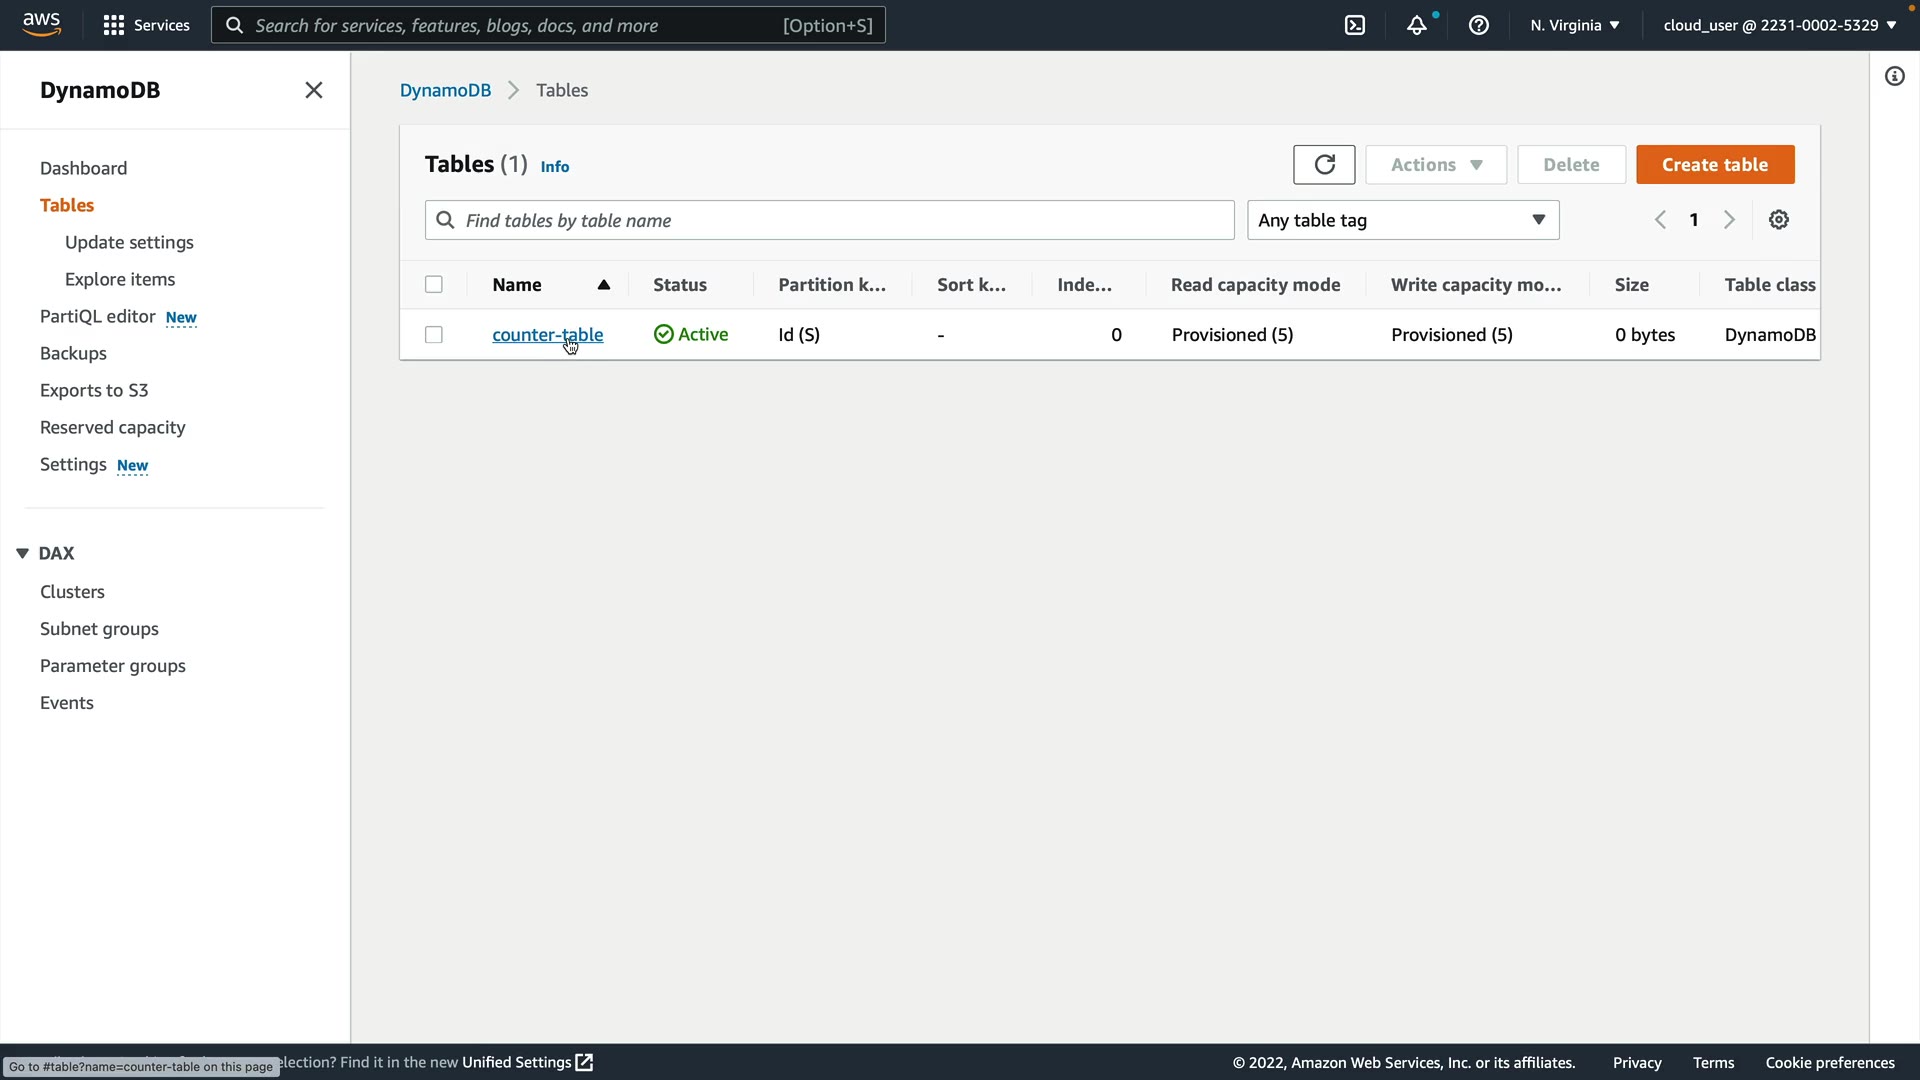 aws
Services
Search for services, features, blogs, docs, and more [Option+S]
N. Virginia
cloud_user @ 2231-0002-5329
DynamoDB
Dashboard
Tables
Update settings
Explore items
PartiQL editor New
Backups
Exports to S3
Reserved capacity
Settings New
DAX
Clusters
Subnet groups
Parameter groups
Events
DynamoDB Tables
Tables (1) Info
Actions
Delete
Create table
Find tables by table name
Any table tag
1
Name Status Partition k... Sort k... Inde... Read capacity mode Write capacity mo... Size Table class
counter-table Active Id (S) - 0 Provisioned (5) Provisioned (5) 0 bytes DynamoDB
Go to #table?name=counter-table on this page
election? Find it in the new Unified Settings
© 2022, Amazon Web Services, Inc. or its affiliates. Privacy Terms Cookie preferences